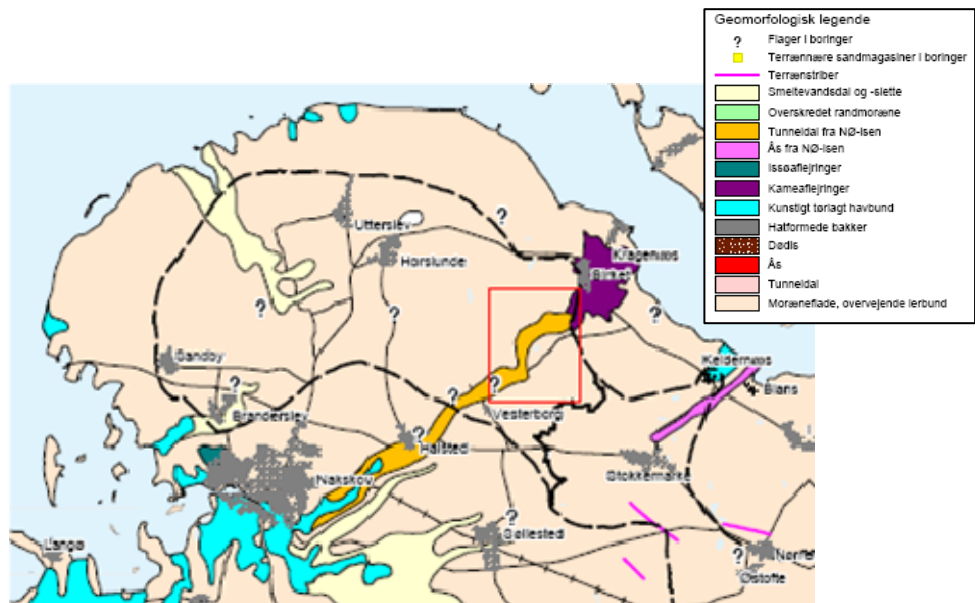 Geomorfologisk legende
? Flager i boringer
Terrænnære sandmagasiner i boringer
Terrænstriber
Smeltevandsdal og -slette
Overskredet randmoræne
Tunneldal fra NØ-isen
Ås fra NØ-isen
Issøaflejringer
Kameaflejringer
Kunstigt tørlagt havbund
Hatformede bakker
Dødis
Ås
Tunneldal
Moræneflade, overvejende lerbund
?
Utterslev
Horslunde
Kragenæs
Birket
?
?
Sandby
Keldernæs
Blans
?
Branderslev
?
?
Vesterborg
?
Halsted
Stokkemarke
Nakskov
?
Gøllested
Langø
?
Nørre
Østofte